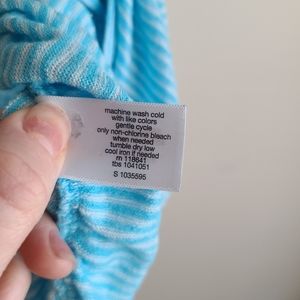 machine wash cold
with like colors
gentle cycle
only non-chlorine bleach
when needed
tumble dry low
cool iron if needed
rn 118641
tbs 1041051
S 1035595